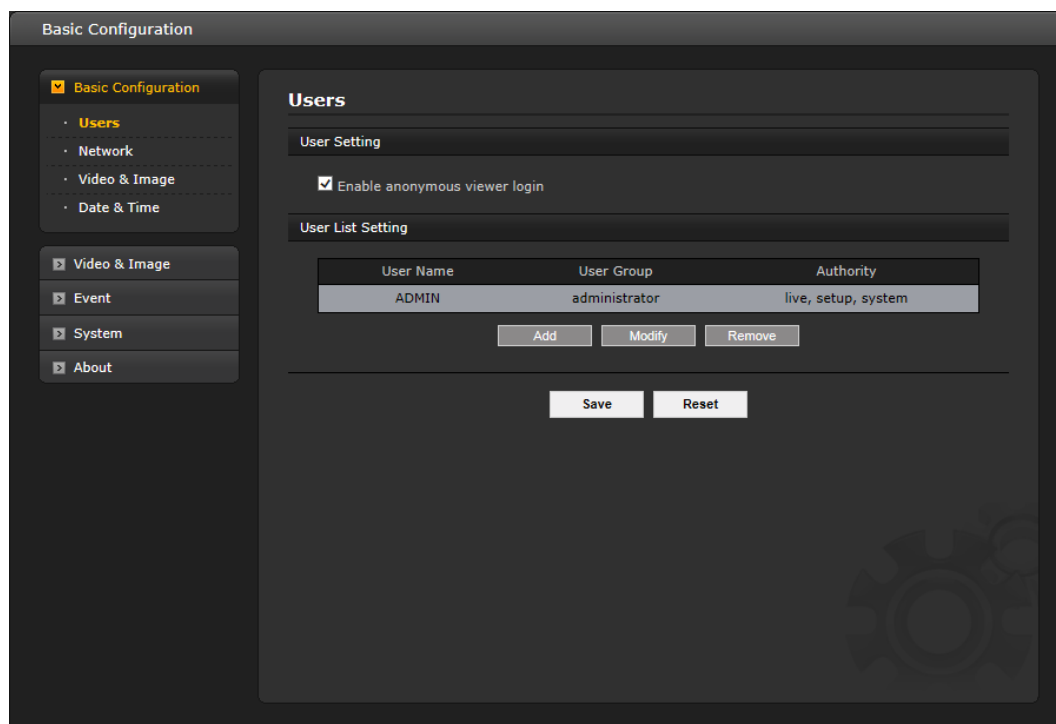 Basic Configuration
Basic Configuration
Users
Network
Video & Image
Date & Time
Video & Image
Event
System
About
Users
User Setting
Enable anonymous viewer login
User List Setting
User Name User Group Authority
ADMIN administrator live, setup, system
Add Modify Remove
Save Reset